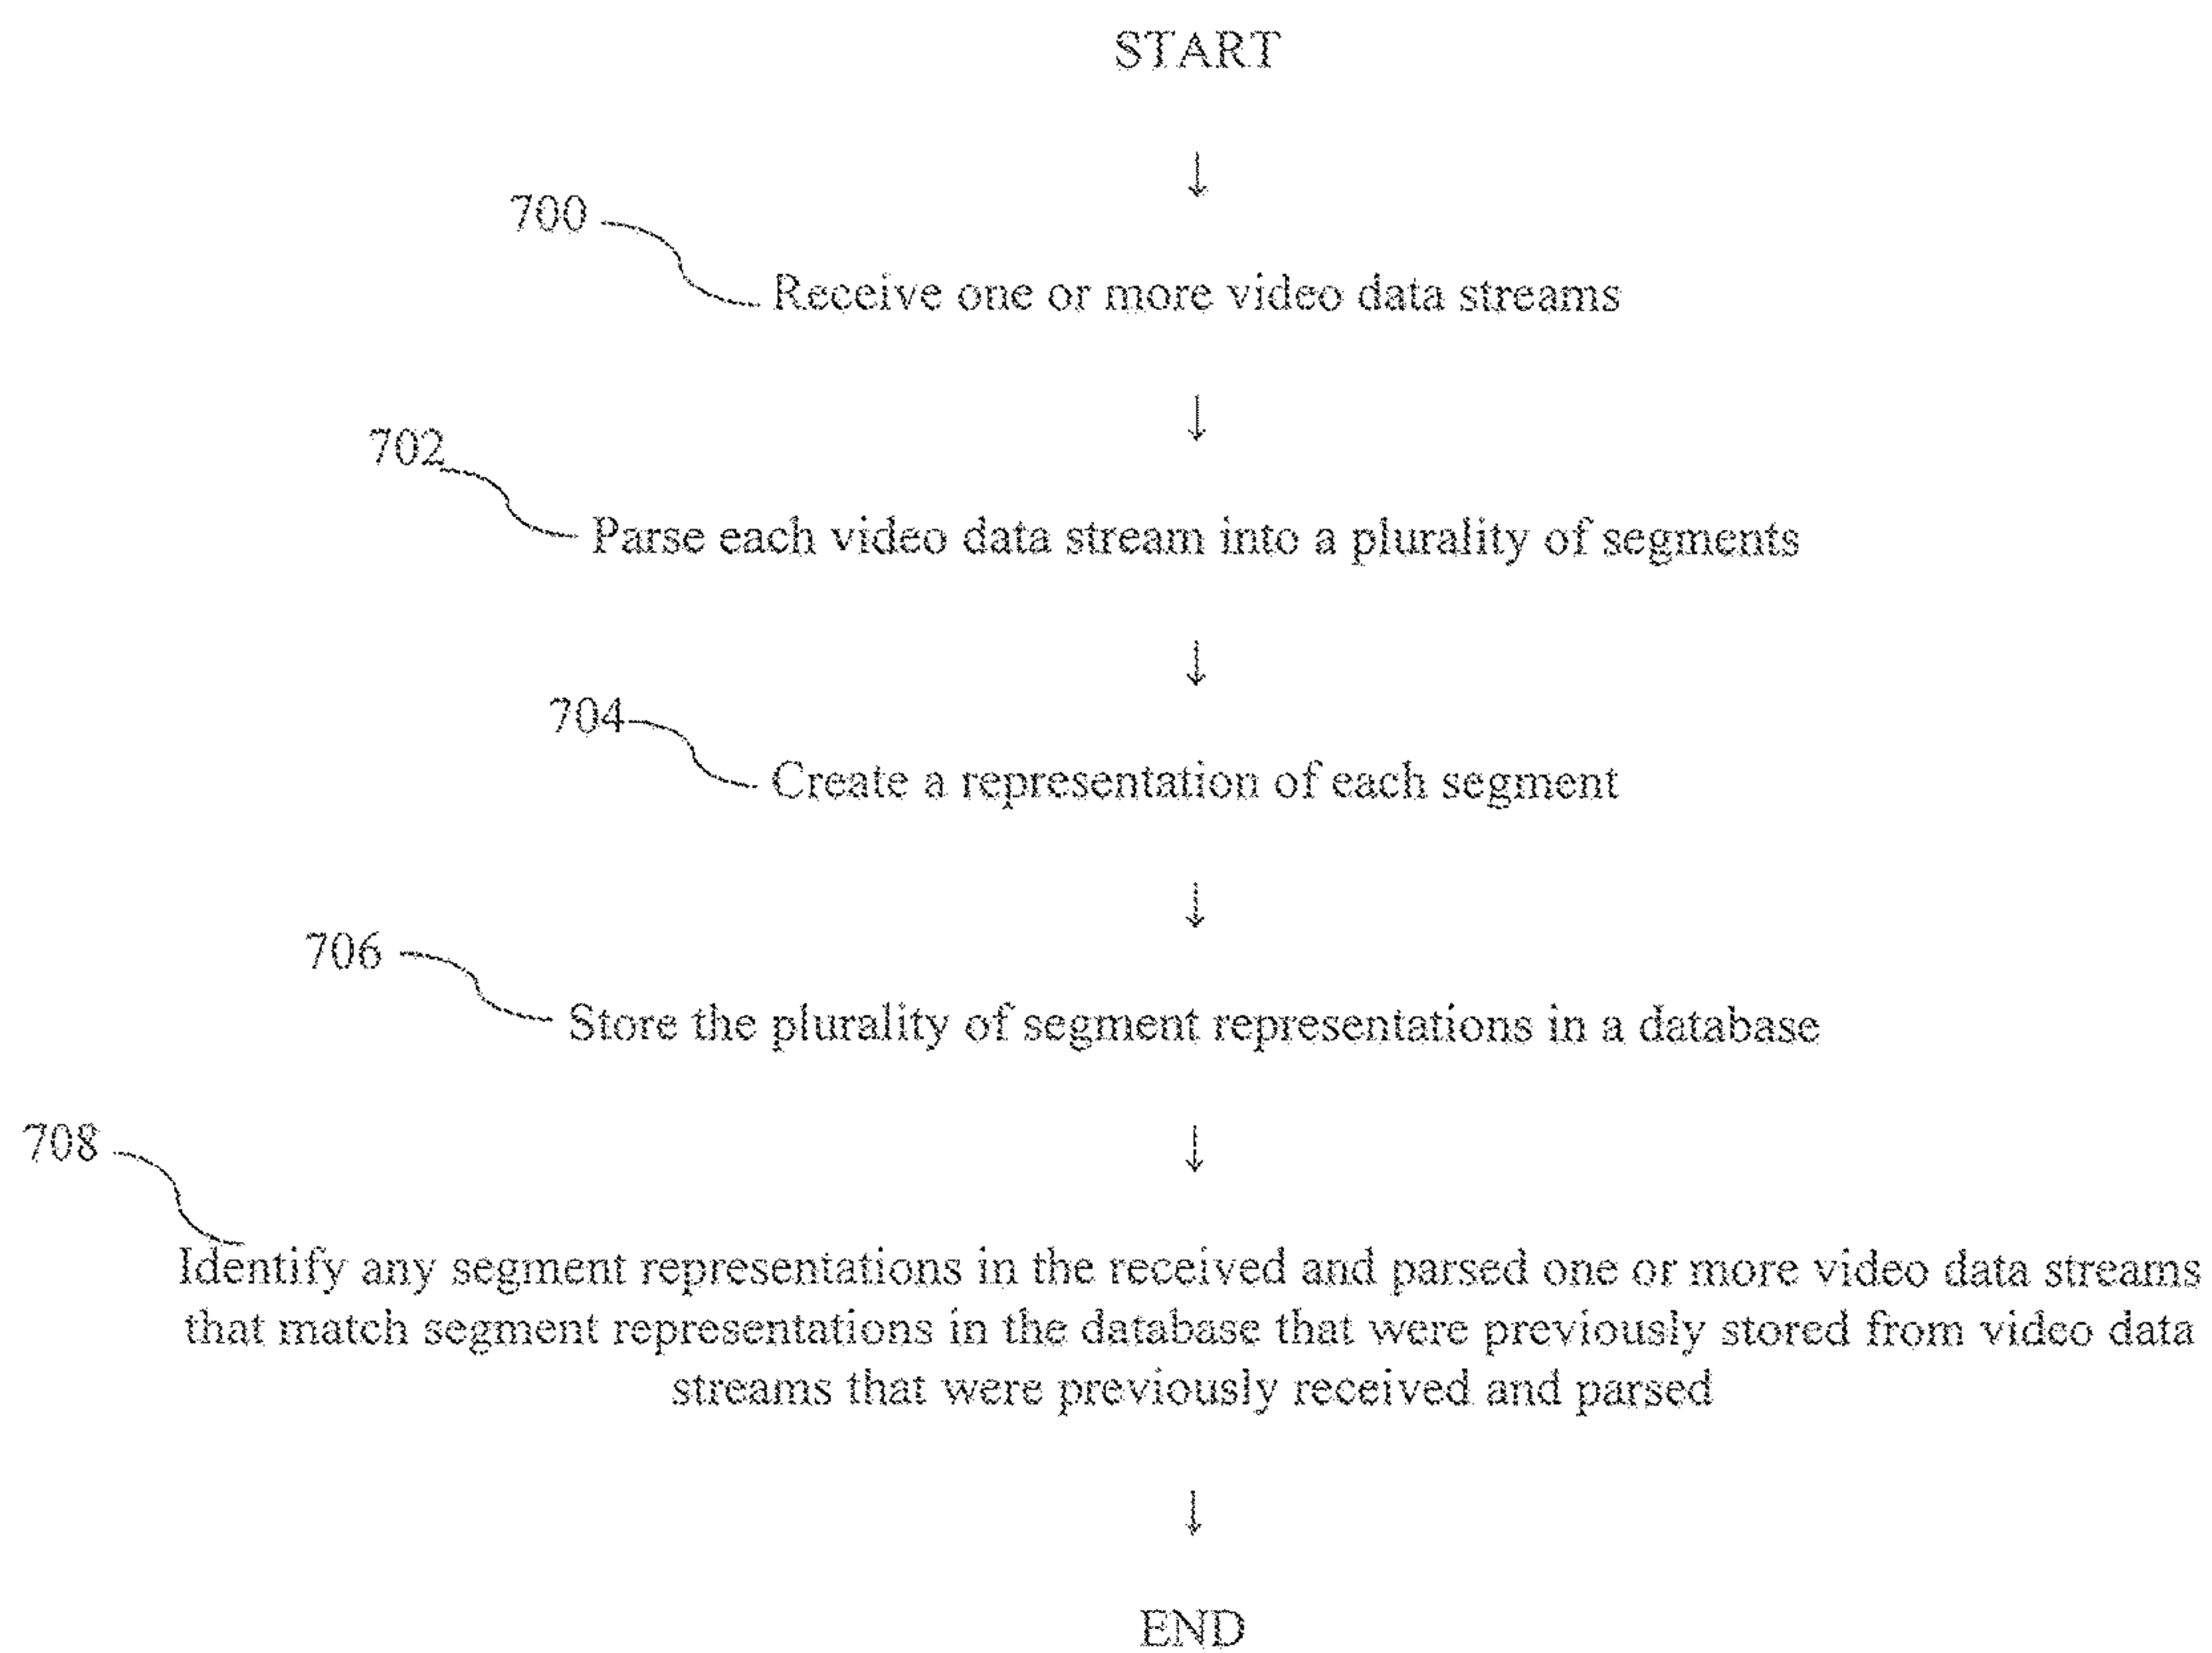 START
↓
700
Receive one or more video data streams
↓
702
Parse each video data stream into a plurality of segments
↓
704
Create a representation of each segment
↓
706
Store the plurality of segment representations in a database
↓
708
Identify any segment representations in the received and parsed one or more video data streams
that match segment representations in the database that were previously stored from video data
streams that were previously received and parsed
↓
END